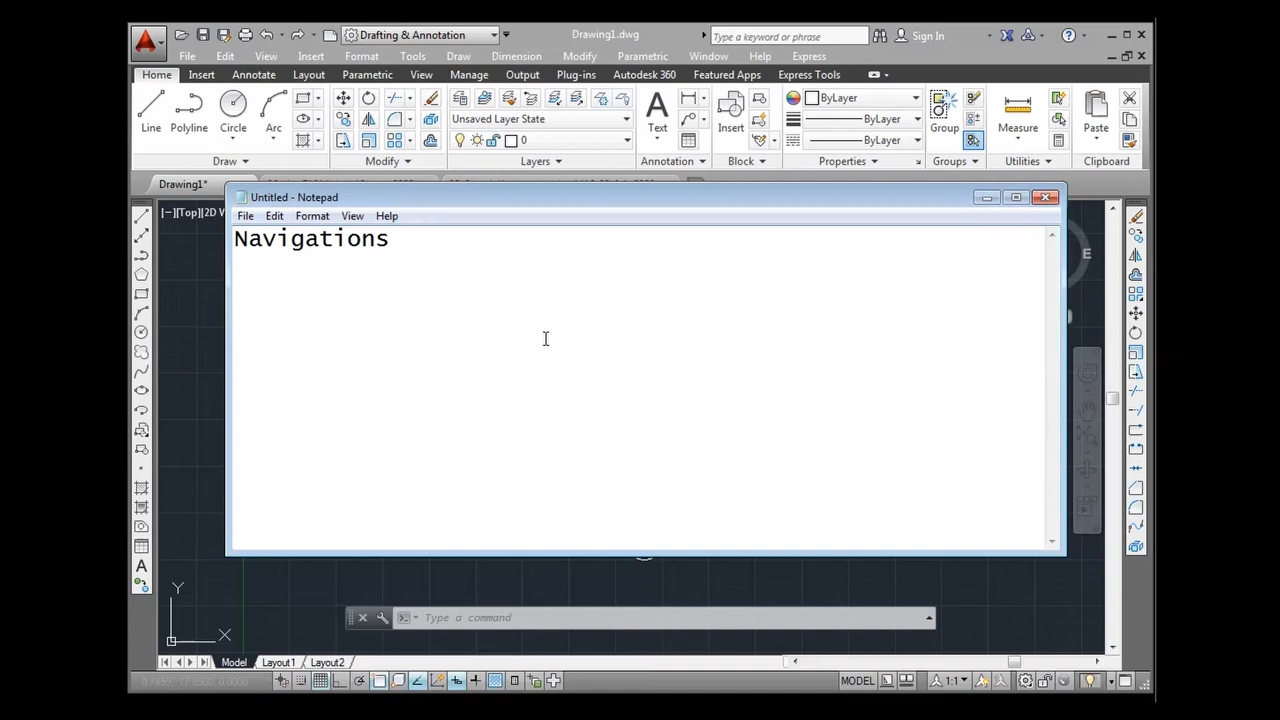 Drafting & Annotation
Drawing1.dwg
Type a keyword or phrase
Sign In
File Edit View Insert Format Tools Draw Dimension Modify Parametric Window Help Express
Home Insert Annotate Layout Parametric View Manage Output Plug-ins Autodesk 360 Featured Apps Express Tools
Line Polyline Circle Arc
Unsaved Layer State
0
Text Insert
ByLayer
ByLayer
ByLayer
Group Measure Paste
Draw Modify Layers Annotation Block Properties Groups Utilities Clipboard
Drawing1*
[−][Top][2D W
Untitled - Notepad
File Edit Format View Help
Navigations
E
A
Y
X
Type a command
Model Layout1 Layout2
MODEL
1:1